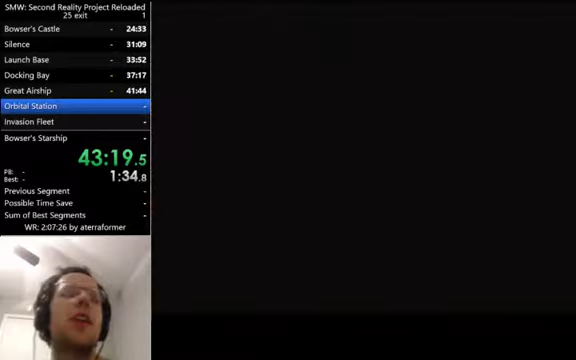 SMW: Second Reality Project Reloaded
25 exit 1
Bowser's Castle - 24:33
Silence - 31:09
Launch Base - 33:52
Docking Bay - 37:17
Great Airship - 41:44
Orbital Station -
Invasion Fleet -
Bowser's Starship -
43:19.5
PB: -
Best: - 1:34.8
Previous Segment -
Possible Time Save -
Sum of Best Segments -
WR: 2:07:26 by aterraformer